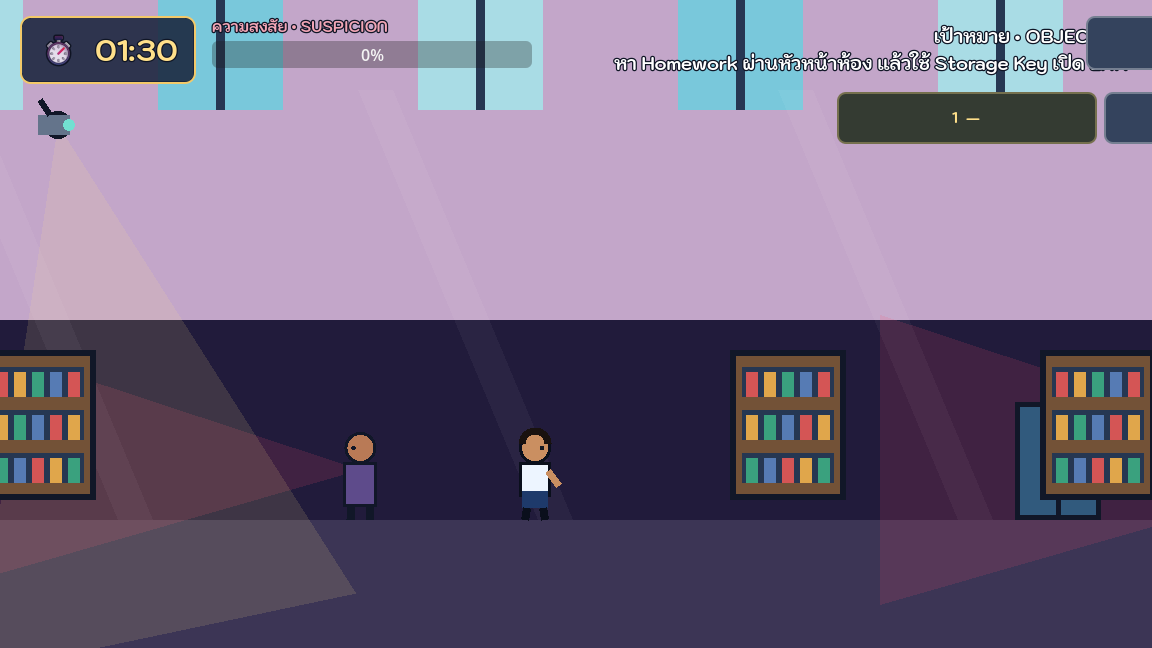 01:30
ความสงสัย • SUSPICION
0%
เป้าหมาย •
หา Homework ผ่านหัวหน้าห้อง แล้วใช้ Storage Key เปิด
1 —